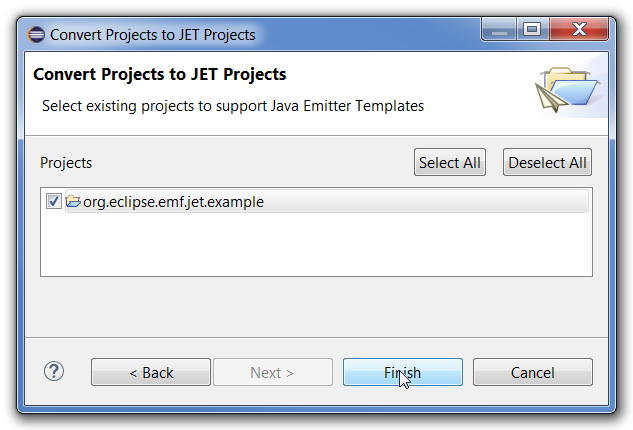 Convert Projects to JET Projects
Convert Projects to JET Projects
Select existing projects to support Java Emitter Templates
Projects
Select All
Deselect All
org.eclipse.emf.jet.example
?
< Back
Next >
Finish
Cancel